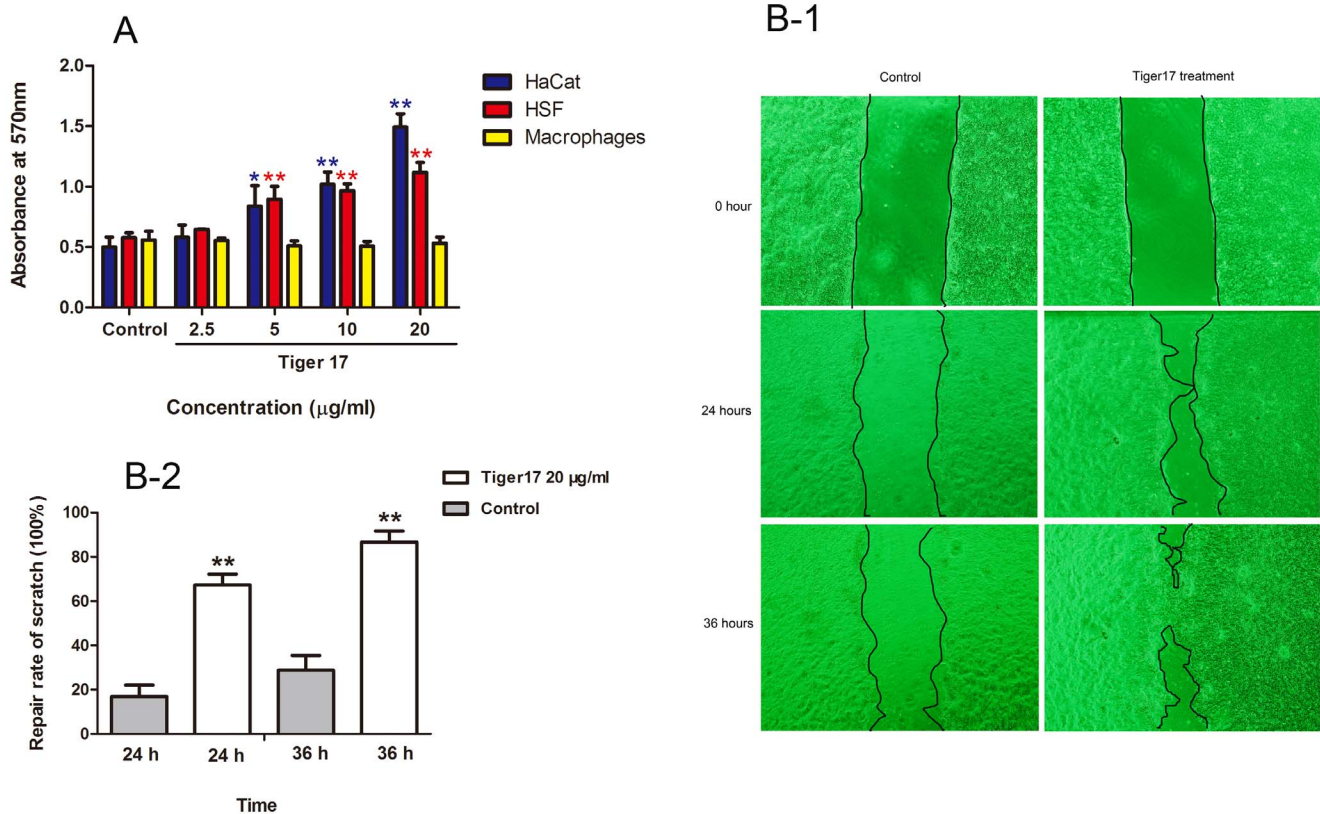 A
2.0
1.5
1.0
0.5
0.0
Absorbance at 570nm
** 
* ** ** ** **
HaCat
HSF
Macrophages
Control 2.5 5 10 20
Tiger 17
Concentration (μg/ml)
B-2
Tiger17 20 μg/ml
Control
100
80
60
40
20
0
Repair rate of scratch (100%)
** **
24 h 24 h 36 h 36 h
Time
B-1
Control Tiger17 treatment
0 hour
24 hours
36 hours